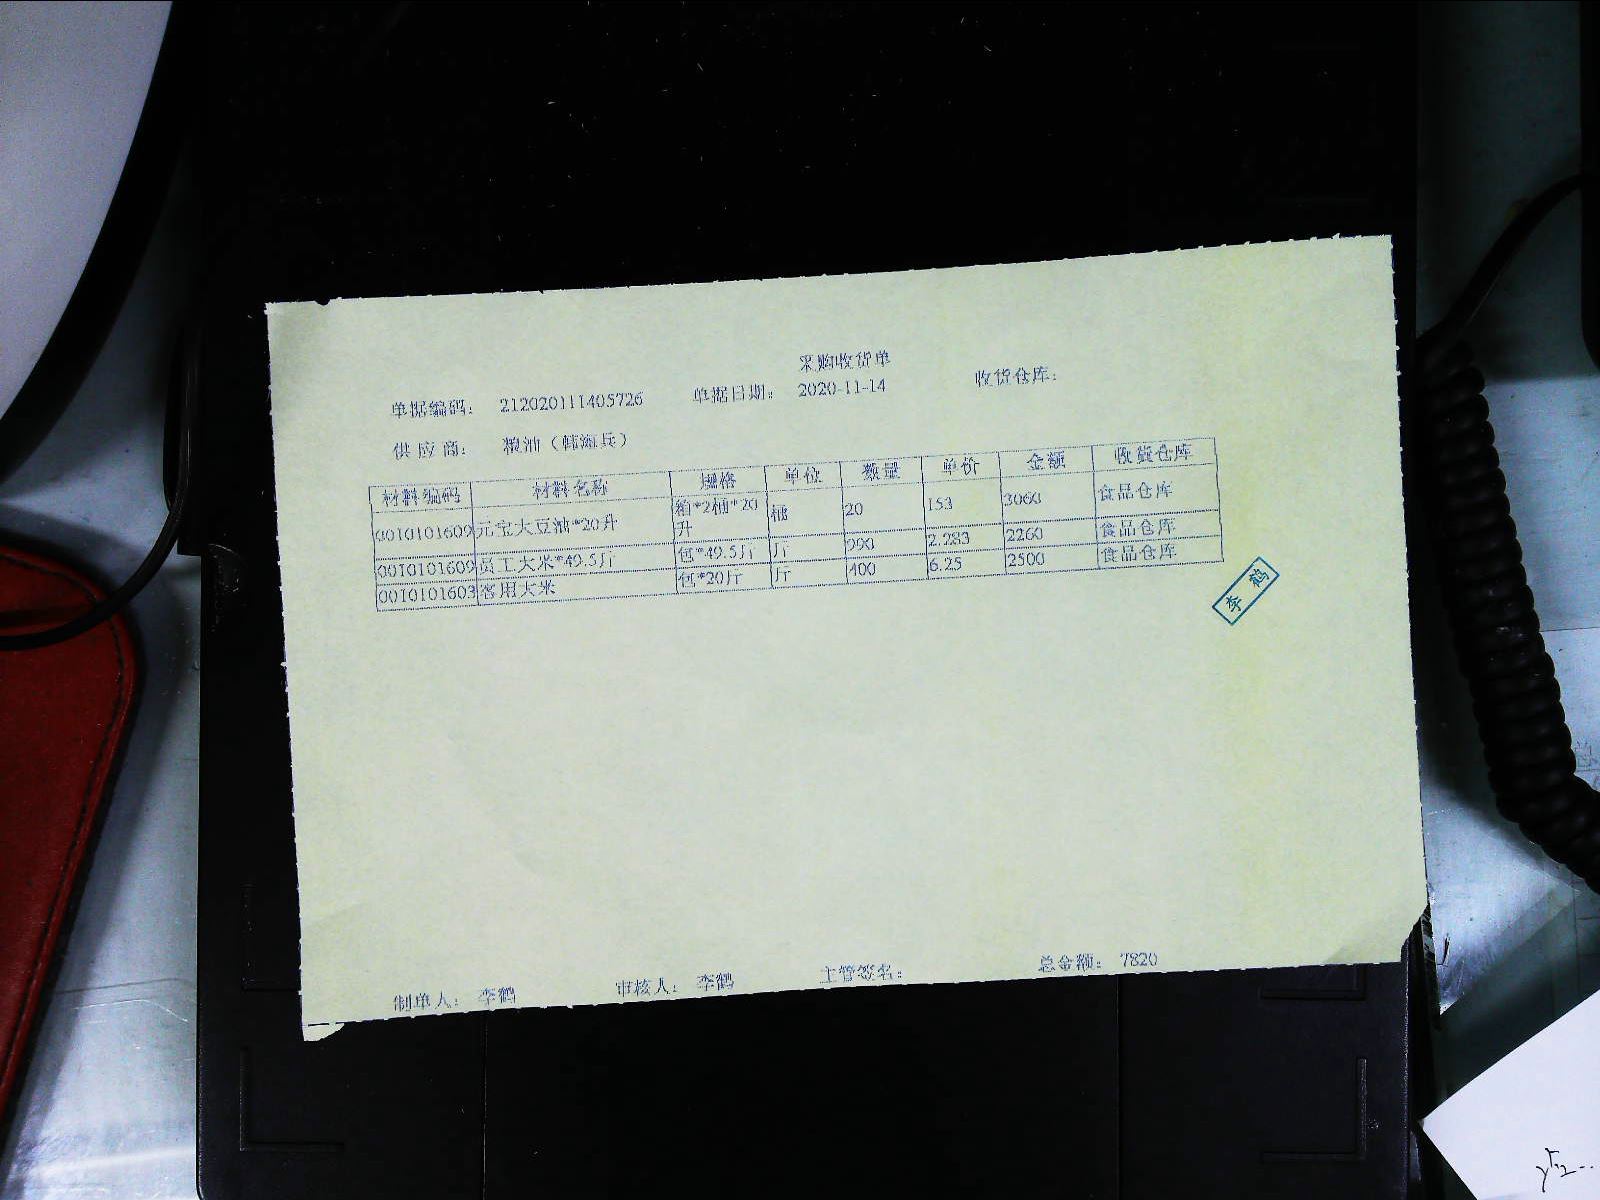 采购收货单
单据编码： 212020111405726 单据日期： 2020-11-14 收货仓库：
供 应 商： 粮油（韩海兵）
材料编码 材料名称 规格 单位 数量 单价 金额 收货仓库
0010101609 元宝大豆油*20升 箱*2桶*20升 桶 20 153 3060 食品仓库
0010101609 员工大米*49.5斤 包*49.5斤 斤 990 2.283 2260 食品仓库
0010101603 客用大米 包*20斤 斤 400 6.25 2500 食品仓库
李鹤
制单人： 李鹤 审核人： 李鹤 主管签名： 总金额： 7820